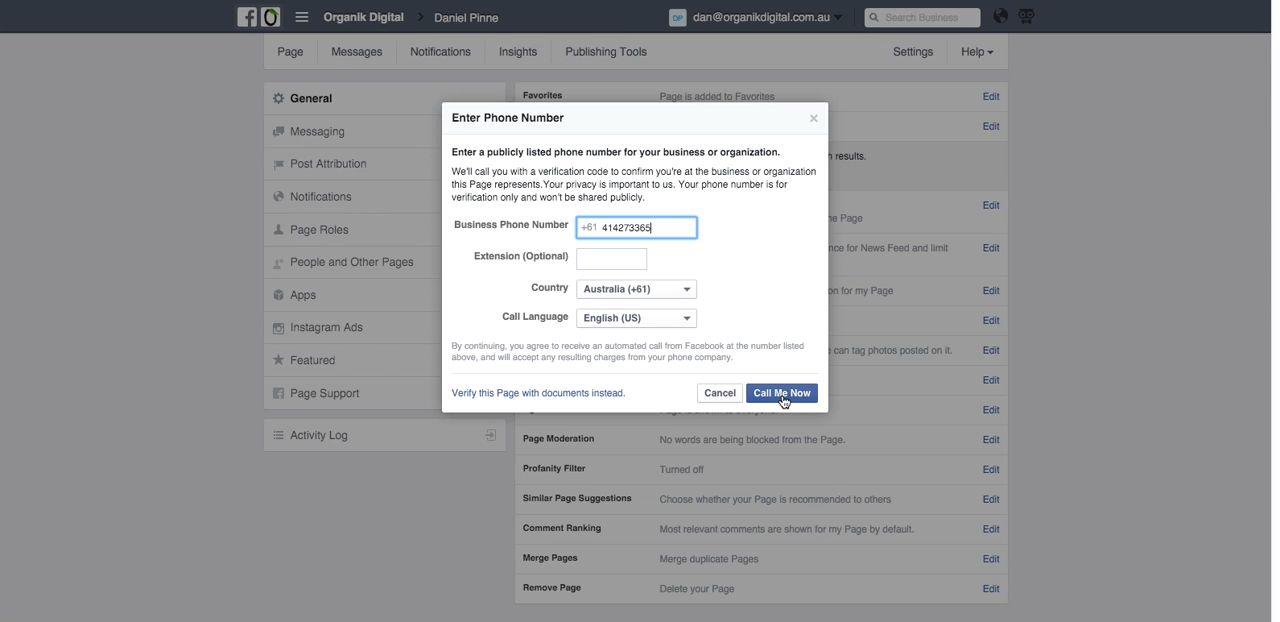 Organik Digital > Daniel Pinne
DP dan@organikdigital.com.au
Search Business
Page Messages Notifications Insights Publishing Tools Settings Help
General
Messaging
Post Attribution
Notifications
Page Roles
People and Other Pages
Apps
Instagram Ads
Featured
Page Support
Activity Log
Favorites Page is added to Favorites Edit
Edit
results.
Enter Phone Number
Enter a publicly listed phone number for your business or organization.
We'll call you with a verification code to confirm you're at the business or organization
this Page represents.Your privacy is important to us. Your phone number is for
verification only and won't be shared publicly.
Business Phone Number +61 414273365
Extension (Optional)
Country Australia (+61)
Call Language English (US)
By continuing, you agree to receive an automated call from Facebook at the number listed
above, and will accept any resulting charges from your phone company.
Verify this Page with documents instead. Cancel Call Me Now
Edit
he Page
nce for News Feed and limit Edit
on for my Page Edit
Edit
e can tag photos posted on it. Edit
Edit
Edit
Page Moderation No words are being blocked from the Page. Edit
Profanity Filter Turned off Edit
Similar Page Suggestions Choose whether your Page is recommended to others Edit
Comment Ranking Most relevant comments are shown for my Page by default. Edit
Merge Pages Merge duplicate Pages Edit
Remove Page Delete your Page Edit